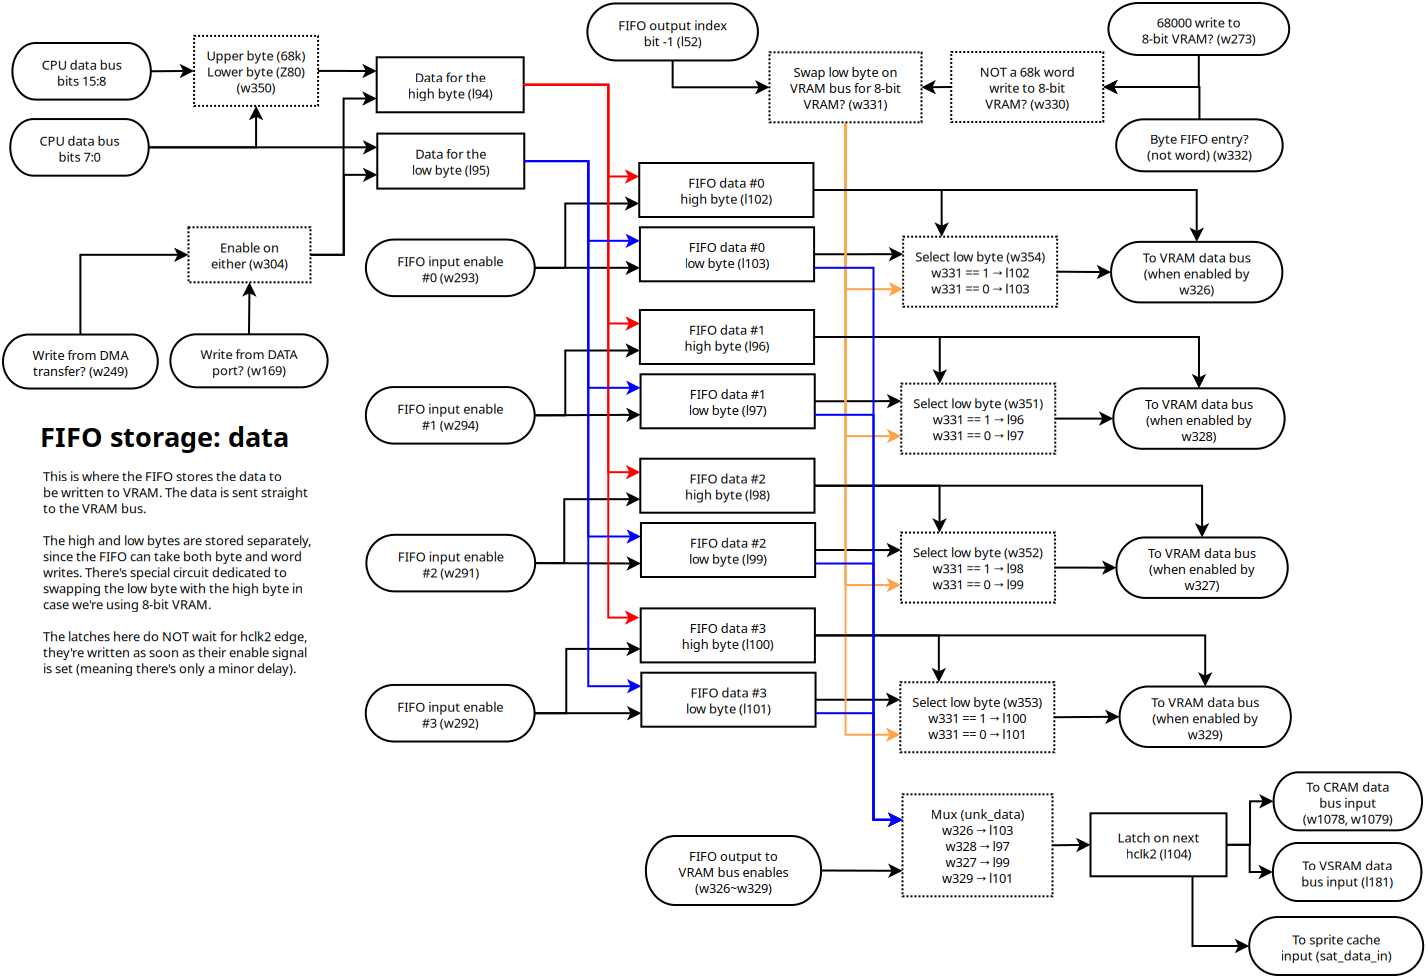 CPU data bus
bits 15:8
Upper byte (68k)
Lower byte (Z80)
(w350)
CPU data bus
bits 7:0
Data for the
high byte (l94)
Data for the
low byte (l95)
Enable on
either (w304)
Write from DMA
transfer? (w249)
Write from DATA
port? (w169)
FIFO output index
bit -1 (l52)
Swap low byte on
VRAM bus for 8-bit
VRAM? (w331)
NOT a 68k word
write to 8-bit
VRAM? (w330)
68000 write to
8-bit VRAM? (w273)
Byte FIFO entry?
(not word) (w332)
FIFO input enable
#0 (w293)
FIFO data #0
high byte (l102)
FIFO data #0
low byte (l103)
Select low byte (w354)
w331 == 1 → l102
w331 == 0 → l103
To VRAM data bus
(when enabled by
w326)
FIFO input enable
#1 (w294)
FIFO data #1
high byte (l96)
FIFO data #1
low byte (l97)
Select low byte (w351)
w331 == 1 → l96
w331 == 0 → l97
To VRAM data bus
(when enabled by
w328)
FIFO input enable
#2 (w291)
FIFO data #2
high byte (l98)
FIFO data #2
low byte (l99)
Select low byte (w352)
w331 == 1 → l98
w331 == 0 → l99
To VRAM data bus
(when enabled by
w327)
FIFO input enable
#3 (w292)
FIFO data #3
high byte (l100)
FIFO data #3
low byte (l101)
Select low byte (w353)
w331 == 1 → l100
w331 == 0 → l101
To VRAM data bus
(when enabled by
w329)
FIFO storage: data
This is where the FIFO stores the data to
be written to VRAM. The data is sent straight
to the VRAM bus.
The high and low bytes are stored separately,
since the FIFO can take both byte and word
writes. There's special circuit dedicated to
swapping the low byte with the high byte in
case we're using 8-bit VRAM.
The latches here do NOT wait for hclk2 edge,
they're written as soon as their enable signal
is set (meaning there's only a minor delay).
FIFO output to
VRAM bus enables
(w326~w329)
Mux (unk_data)
w326 → l103
w328 → l97
w327 → l99
w329 → l101
Latch on next
hclk2 (l104)
To CRAM data
bus input
(w1078, w1079)
To VSRAM data
bus input (l181)
To sprite cache
input (sat_data_in)